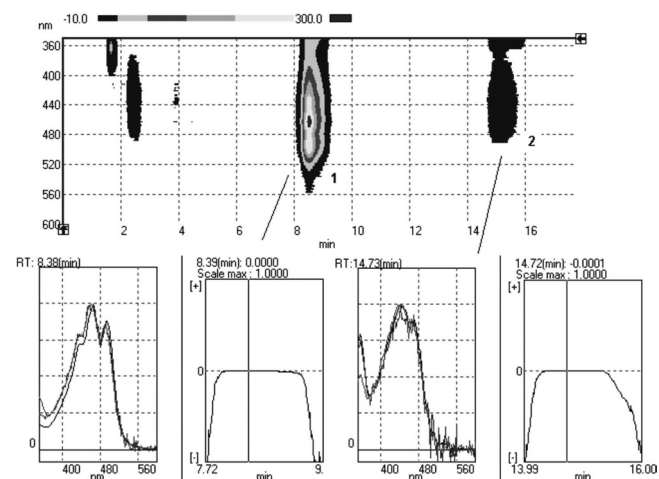 nm -10.0 300.0
360
400
440
480
520
560
600
1
2
2 4 6 8 10 12 14 16
min
RT: 8.38(min)
0
400 480 560
nm
8.39(min): 0.0000
Scale max : 1.0000
[+]
0
[-]
7.72 9.
min
RT:14.73(min)
0
400 480 560
nm
14.72(min): -0.0001
Scale max : 1.0000
[+]
0
[-]
13.99 16.00
min